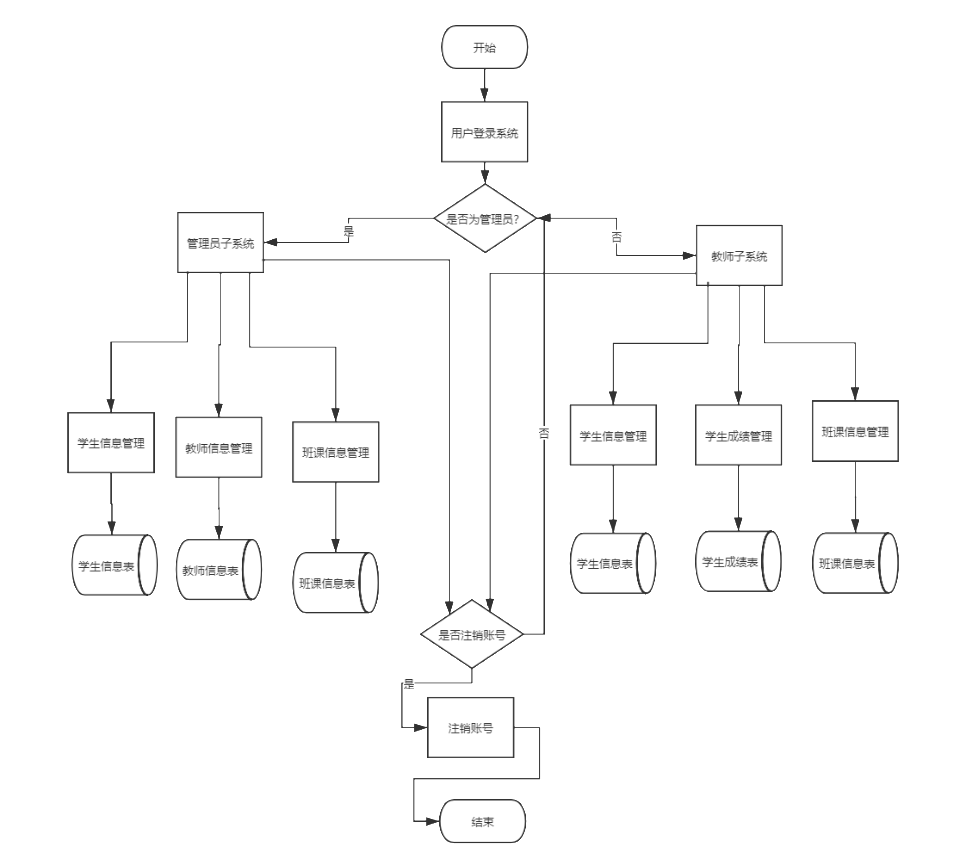 开始
用户登录系统
是否为管理员?
是
否
管理员子系统
教师子系统
学生信息管理
教师信息管理
班课信息管理
学生信息管理
学生成绩管理
班课信息管理
否
学生信息表
教师信息表
班课信息表
学生信息表
学生成绩表
班课信息表
是否注销账号
是
注销账号
结束